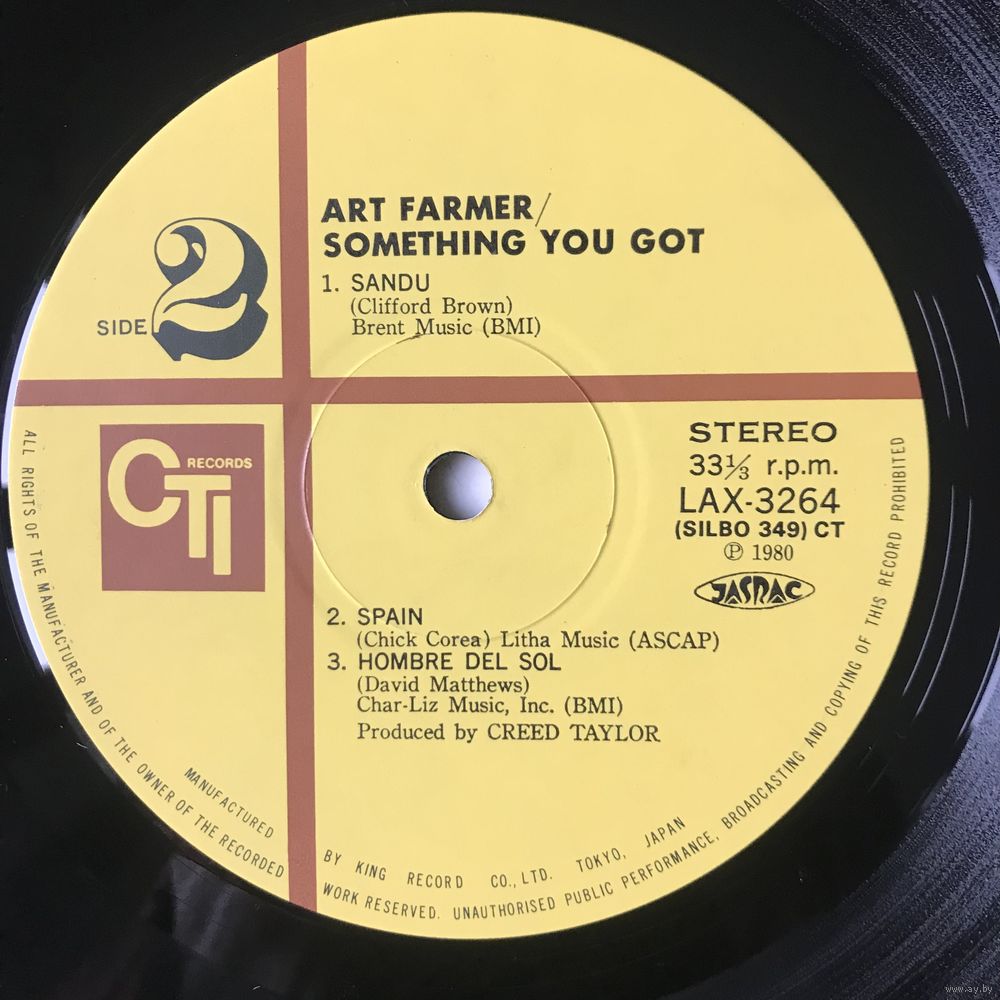 ART FARMER/
SOMETHING YOU GOT
1. SANDU
(Clifford Brown)
Brent Music (BMI)
SIDE 2
CTI RECORDS
STEREO
33⅓ r.p.m.
LAX-3264
(SILBO 349) CT
Ⓟ 1980
JASRAC
2. SPAIN
(Chick Corea) Litha Music (ASCAP)
3. HOMBRE DEL SOL
(David Matthews)
Char-Liz Music, Inc. (BMI)
Produced by CREED TAYLOR
MANUFACTURED BY KING RECORD CO., LTD. TOKYO, JAPAN
ALL RIGHTS OF THE MANUFACTURER AND OF THE OWNER OF THE RECORDED WORK RESERVED. UNAUTHORISED PUBLIC PERFORMANCE, BROADCASTING AND COPYING OF THIS RECORD PROHIBITED
www.ay.by